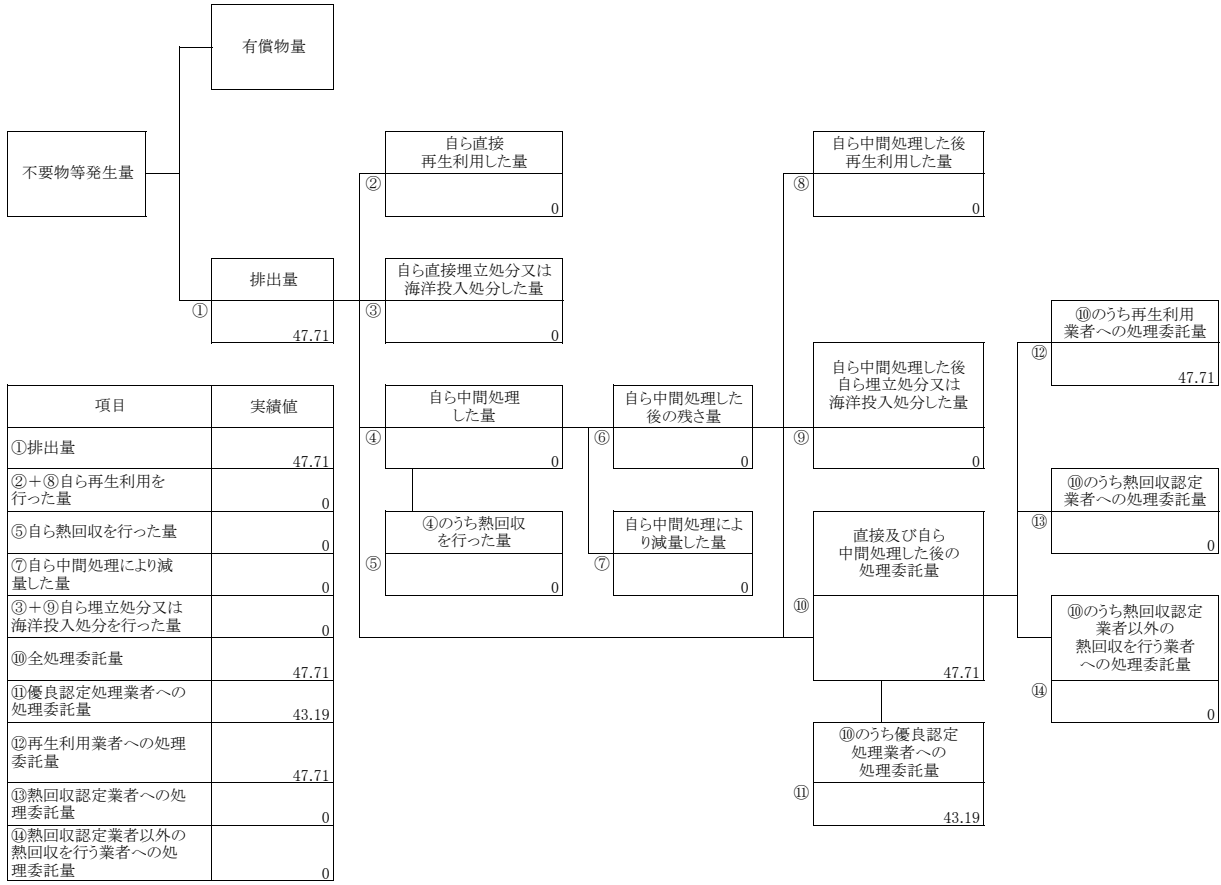 有償物量
不要物等発生量
自ら直接
再生利用した量
②
0
自ら中間処理した後
再生利用した量
⑧
0
排出量
①
47.71
自ら直接埋立処分又は
海洋投入処分した量
③
0
⑩のうち再生利用
業者への処理委託量
⑫
47.71
自ら中間処理
した量
④
0
自ら中間処理した
後の残さ量
⑥
0
自ら中間処理した後
自ら埋立処分又は
海洋投入処分した量
⑨
0
⑩のうち熱回収認定
業者への処理委託量
⑬
0
④のうち熱回収
を行った量
⑤
0
自ら中間処理によ
り減量した量
⑦
0
直接及び自ら
中間処理した後の
処理委託量
⑩
47.71
⑩のうち熱回収認定
業者以外の
熱回収を行う業者
への処理委託量
⑭
0
⑩のうち優良認定
処理業者への
処理委託量
⑪
43.19
項目 実績値
①排出量 47.71
②+⑧自ら再生利用を
行った量 0
⑤自ら熱回収を行った量 0
⑦自ら中間処理により減
量した量 0
③+⑨自ら埋立処分又は
海洋投入処分を行った量 0
⑩全処理委託量 47.71
⑪優良認定処理業者への
処理委託量 43.19
⑫再生利用業者への処理
委託量 47.71
⑬熱回収認定業者への処
理委託量 0
⑭熱回収認定業者以外の
熱回収を行う業者への処
理委託量 0